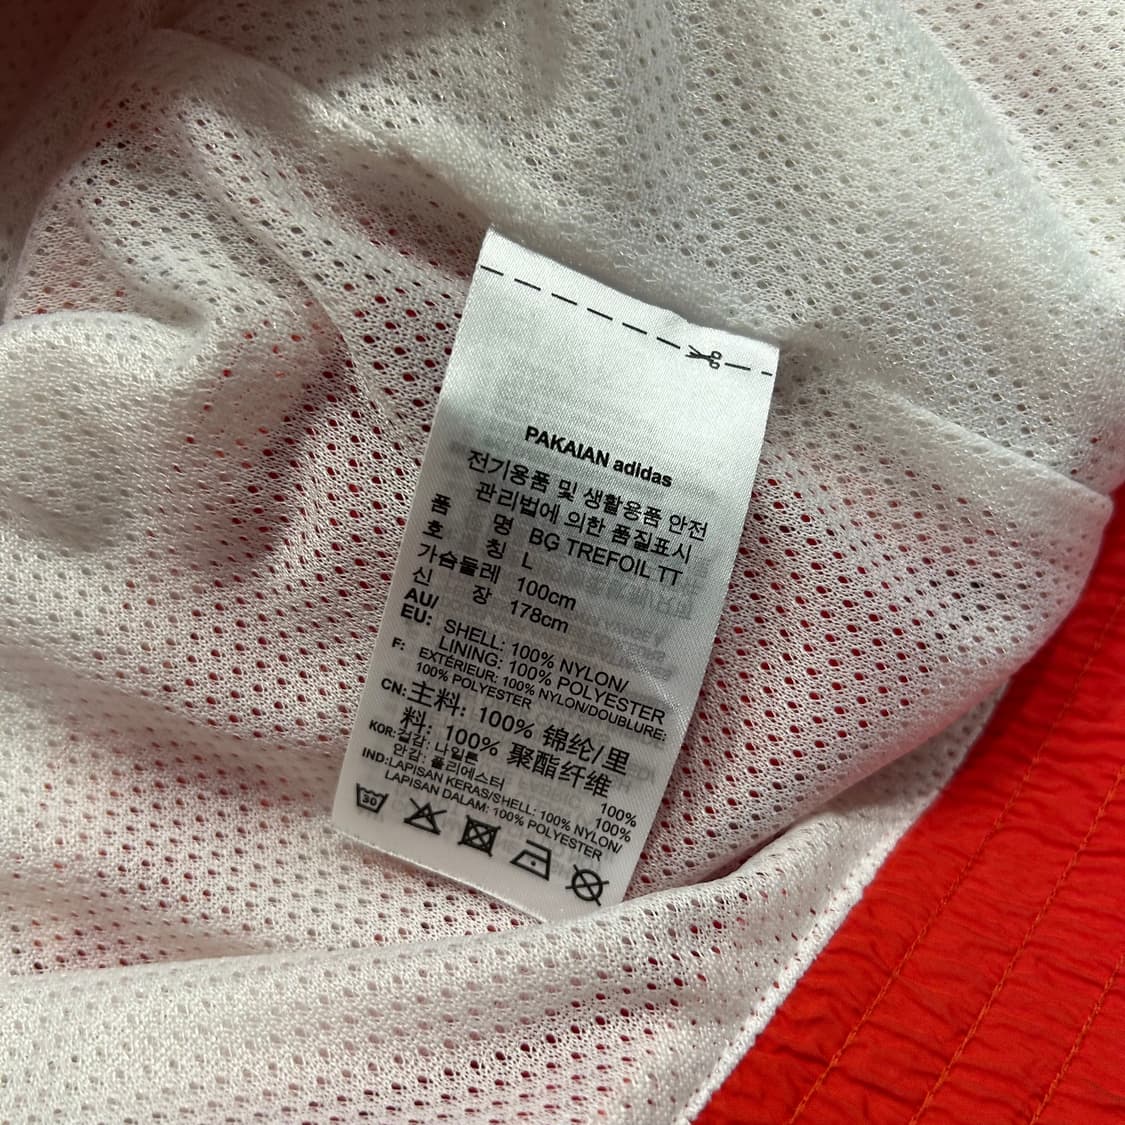 PAKAIAN adidas
전기용품 및 생활용품 안전
관리법에 의한 품질표시
품 명 BG TREFOIL TT
호 칭 L
가슴둘레 100cm
신 장 178cm
AU/
EU: SHELL: 100% NYLON/
LINING: 100% POLYESTER
F: EXTÉRIEUR: 100% NYLON/DOUBLURE:
100% POLYESTER
CN: 主料: 100% 锦纶/里
料: 100% 聚酯纤维
KOR: 겉감: 나일론 100%
안감: 폴리에스터 100%
IND: LAPISAN KERAS/SHELL: 100% NYLON/
LAPISAN DALAM: 100% POLYESTER
30